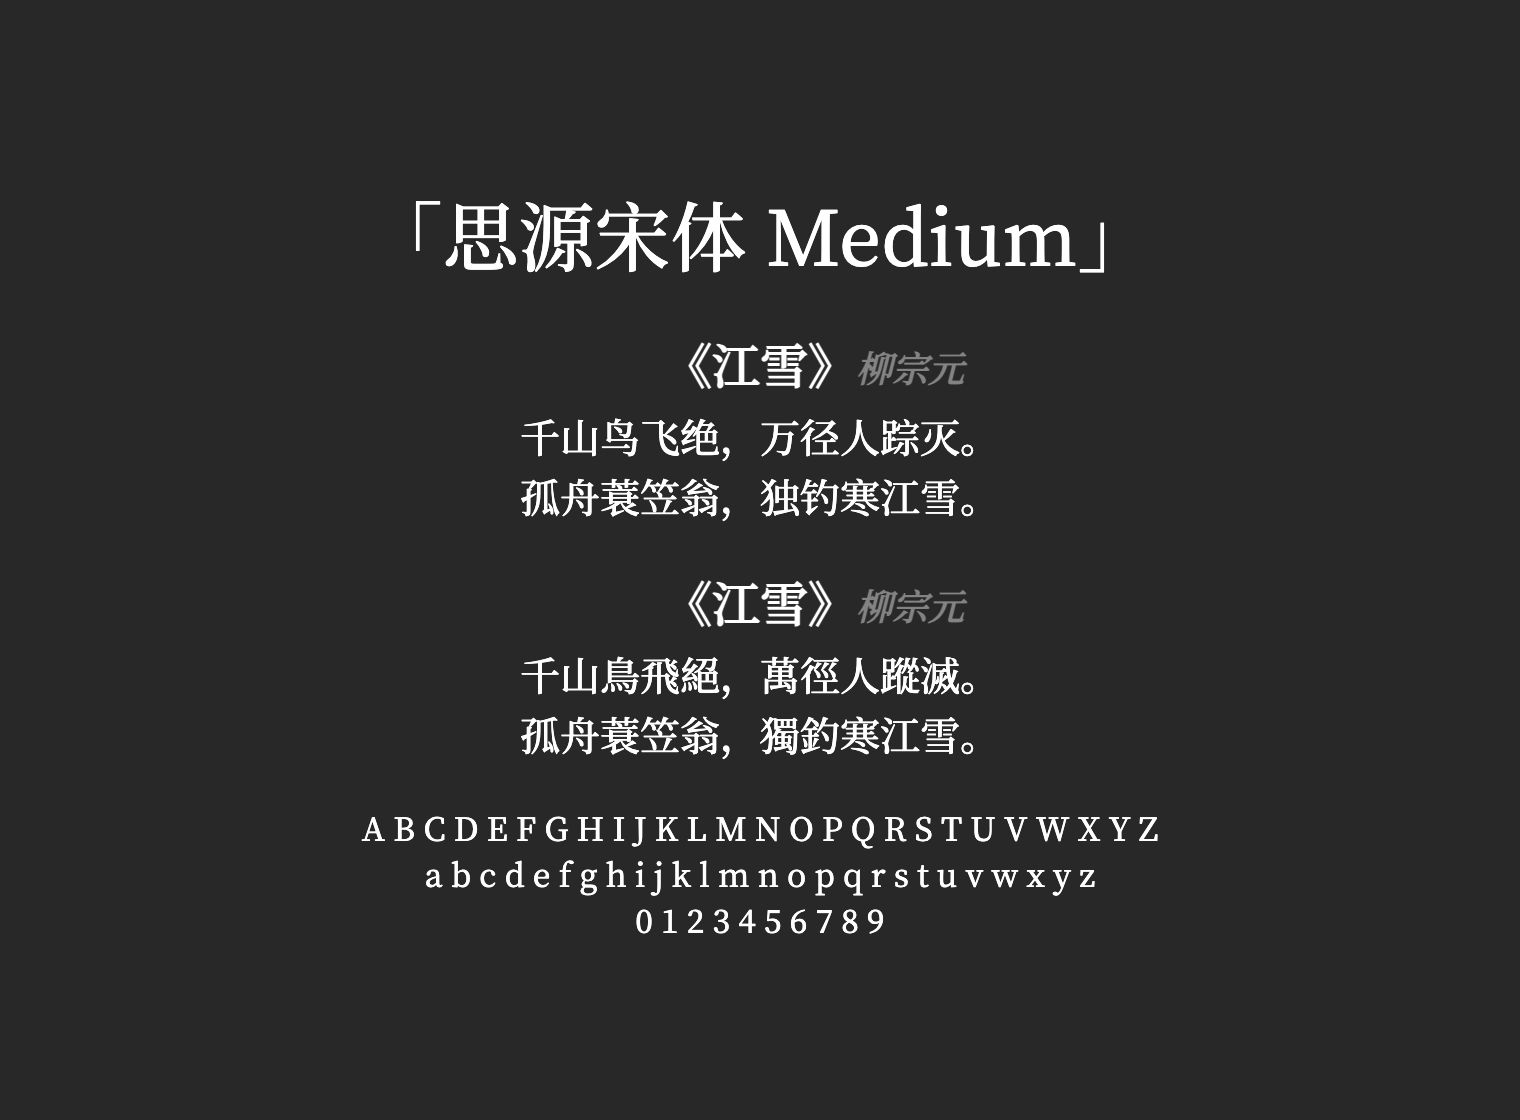 「思源宋体 Medium」
《江雪》柳宗元
千山鸟飞绝，万径人踪灭。
孤舟蓑笠翁，独钓寒江雪。
《江雪》柳宗元
千山鳥飛絕，萬徑人蹤滅。
孤舟蓑笠翁，獨釣寒江雪。
A B C D E F G H I J K L M N O P Q R S T U V W X Y Z
a b c d e f g h i j k l m n o p q r s t u v w x y z
0 1 2 3 4 5 6 7 8 9